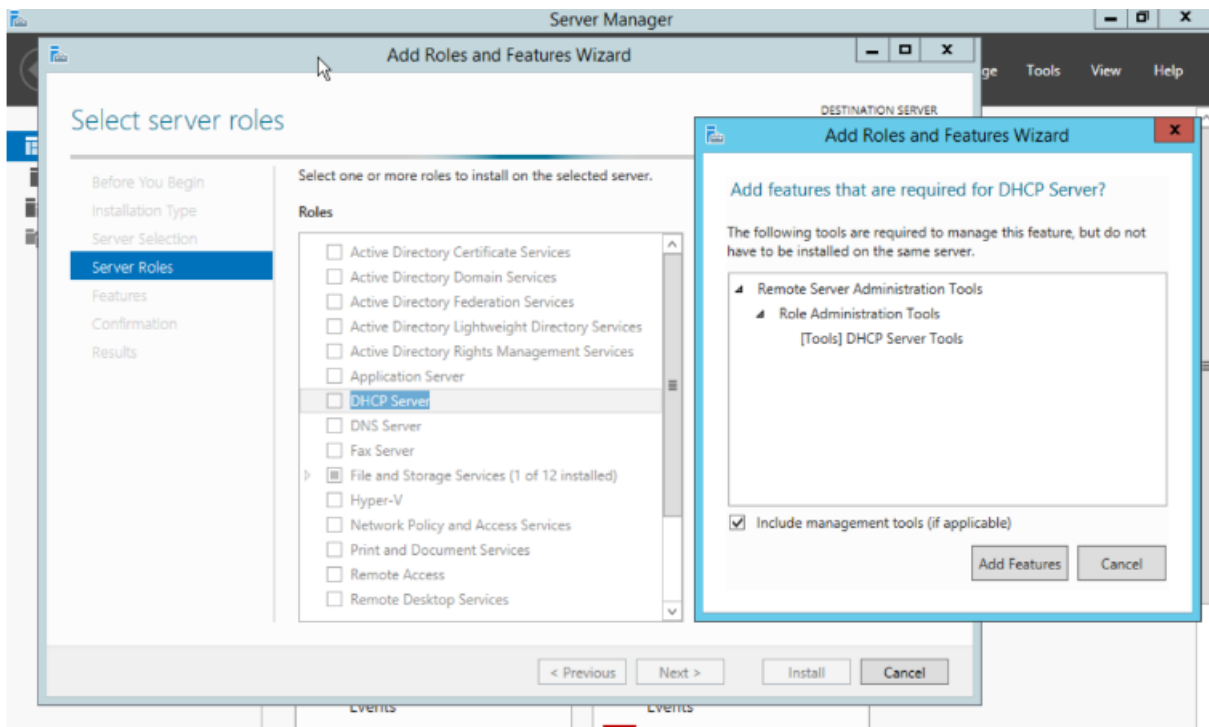 Server Manager
Add Roles and Features Wizard
Tools View Help
Select server roles
DESTINATION SERVER
Before You Begin
Installation Type
Server Selection
Server Roles
Features
Confirmation
Results
Select one or more roles to install on the selected server.
Roles
Active Directory Certificate Services
Active Directory Domain Services
Active Directory Federation Services
Active Directory Lightweight Directory Services
Active Directory Rights Management Services
Application Server
DHCP Server
DNS Server
Fax Server
File and Storage Services (1 of 12 installed)
Hyper-V
Network Policy and Access Services
Print and Document Services
Remote Access
Remote Desktop Services
< Previous Next > Install Cancel
Add Roles and Features Wizard
Add features that are required for DHCP Server?
The following tools are required to manage this feature, but do not
have to be installed on the same server.
Remote Server Administration Tools
Role Administration Tools
[Tools] DHCP Server Tools
Include management tools (if applicable)
Add Features Cancel
Events Events